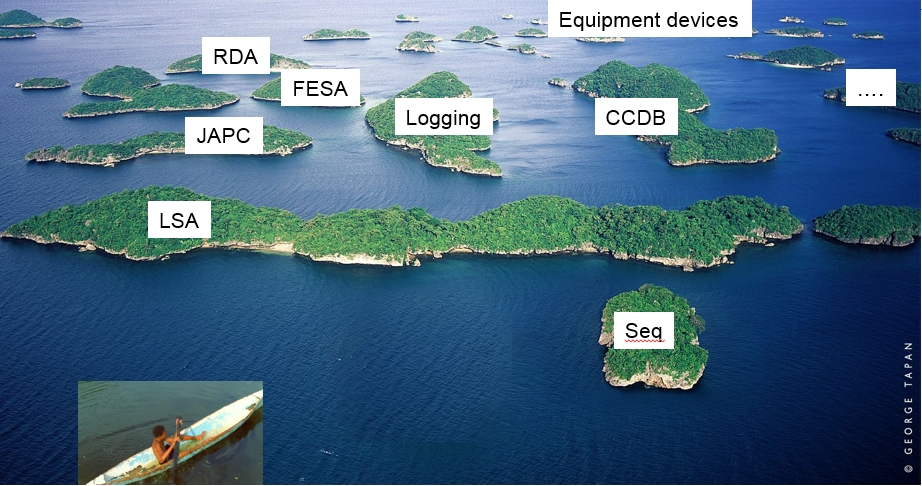 Equipment devices
RDA
FESA
....
Logging
CCDB
JAPC
LSA
Seq
© GEORGE TAPAN